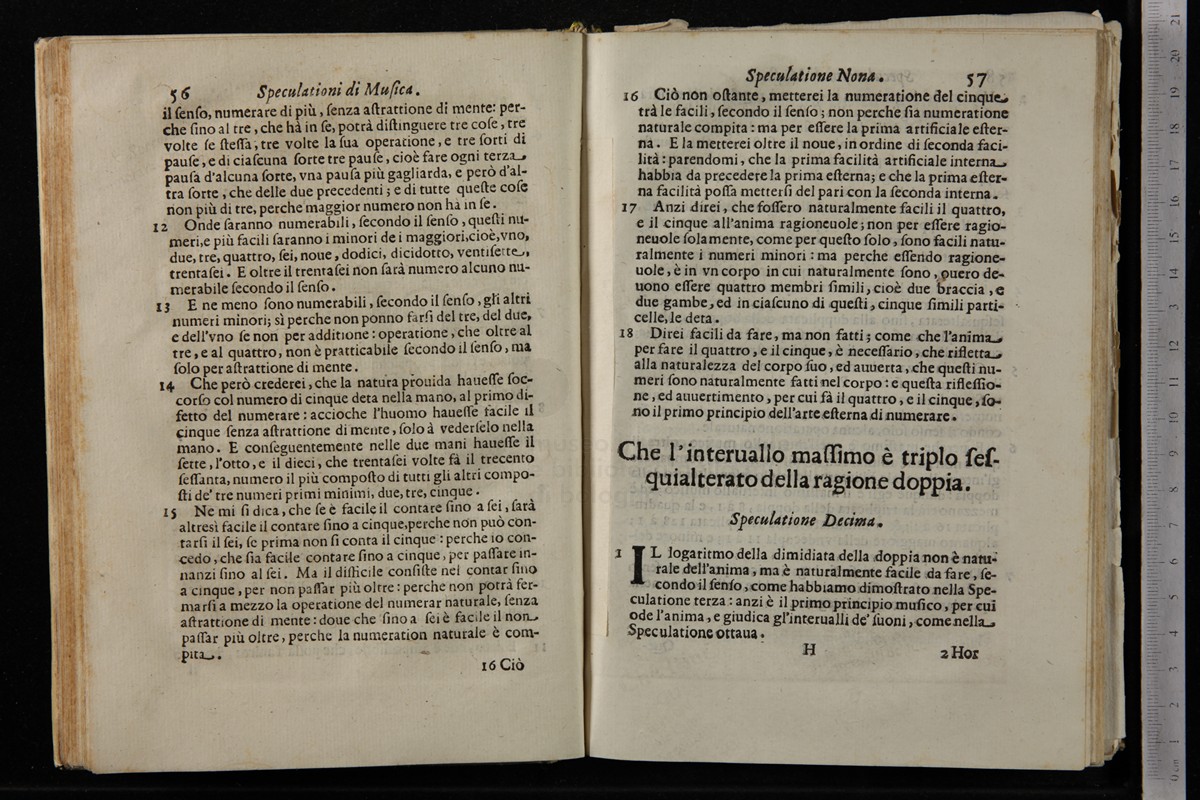 56 Speculationi di Muſica.
il ſenſo, numerare di più, ſenza aſtrattione di mente: per-
che ſino al tre, che hà in ſe, potrà diſtinguere tre coſe, tre
volte ſe ſteſſa, tre volte la ſua operatione, e tre ſorti di
pauſe, e di ciaſcuna ſorte tre pauſe, cioè fare ogni terza
pauſa d'alcuna ſorte, vna pauſa più gagliarda, e però d'al-
tra ſorte, che delle due precedenti; e di tutte queſte coſe
non più di tre, perche maggior numero non hà in ſe.
12 Onde ſaranno numerabili, ſecondo il ſenſo, queſti nu-
meri, e più facili ſaranno i minori de i maggiori, cioè, vno,
due, tre, quattro, ſei, noue, dodici, dicidotto, ventiſette,
trentaſei. E oltre il trentaſei non ſarà numero alcuno nu-
merabile ſecondo il ſenſo.
13 E ne meno ſono numerabili, ſecondo il ſenſo, gli altri
numeri minori; sì perche non ponno farſi del tre, del due,
e dell'vno ſe non per additione: operatione, che oltre al
tre, e al quattro, non è pratticabile ſecondo il ſenſo, ma
ſolo per aſtrattione di mente.
14 Che però crederei, che la natura prouida haueſſe ſoc-
corſo col numero di cinque deta nella mano, al primo di-
fetto del numerare: accioche l'huomo haueſſe facile il
cinque ſenza aſtrattione di mente, ſolo à vederſelo nella
mano. E conſeguentemente nelle due mani haueſſe il
ſette, l'otto, e il dieci, che trentaſei volte fà il trecento
ſeſſanta, numero il più compoſto di tutti gli altri compo-
ſti de' tre numeri primi minimi, due, tre, cinque.
15 Ne mi ſi dica, che ſe è facile il contare ſino a ſei, ſarà
altresì facile il contare ſino a cinque, perche non può con-
tarſi il ſei, ſe prima non ſi conta il cinque: perche io con-
cedo, che ſia facile contare ſino a cinque, per paſſare in-
nanzi ſino al ſei. Ma il difficile conſiſte nel contar ſino
a cinque, per non paſſar più oltre: perche non potrà fer-
marſi a mezzo la operatione del numerar naturale, ſenza
aſtrattione di mente: doue che ſino a ſei è facile il non
paſſar più oltre, perche la numeration naturale è com-
pita.
16 Ciò
Speculatione Nona. 57
16 Ciò non oſtante, metterei la numeratione del cinque
trà le facili, ſecondo il ſenſo; non perche ſia numeratione
naturale compita: ma per eſſere la prima artificiale eſter-
na. E la metterei oltre il noue, in ordine di ſeconda faci-
lità: parendomi, che la prima facilità artificiale interna
habbia da precedere la prima eſterna; e che la prima eſter-
na facilità poſſa metterſi del pari con la ſeconda interna.
17 Anzi direi, che foſſero naturalmente facili il quattro,
e il cinque all'anima ragioneuole; non per eſſere ragio-
neuole ſolamente, come per queſto ſolo, ſono facili natu-
ralmente i numeri minori: ma perche eſſendo ragione-
uole, è in vn corpo in cui naturalmente ſono, ouero de-
uono eſſere quattro membri ſimili, cioè due braccia, e
due gambe, ed in ciaſcuno di queſti, cinque ſimili parti-
celle, le deta.
18 Direi facili da fare, ma non fatti; come che l'anima
per fare il quattro, e il cinque, è neceſſario, che rifletta
alla naturalezza del corpo ſuo, ed auuerta, che queſti nu-
meri ſono naturalmente fatti nel corpo: e queſta rifleſſio-
ne, ed auuertimento, per cui fà il quattro, e il cinque, ſo-
no il primo principio dell'arte eſterna di numerare.
Che l'interuallo maſſimo è triplo ſeſ-
quialterato della ragione doppia.
Speculatione Decima.
1 IL logaritmo della dimidiata della doppia non è natu-
rale dell'anima, ma è naturalmente facile da fare, ſe-
condo il ſenſo, come habbiamo dimoſtrato nella Spe-
culatione terza: anzi è il primo principio muſico, per cui
ode l'anima, e giudica gl'interualli de' ſuoni, come nella
Speculatione ottaua.
H 2 Hor